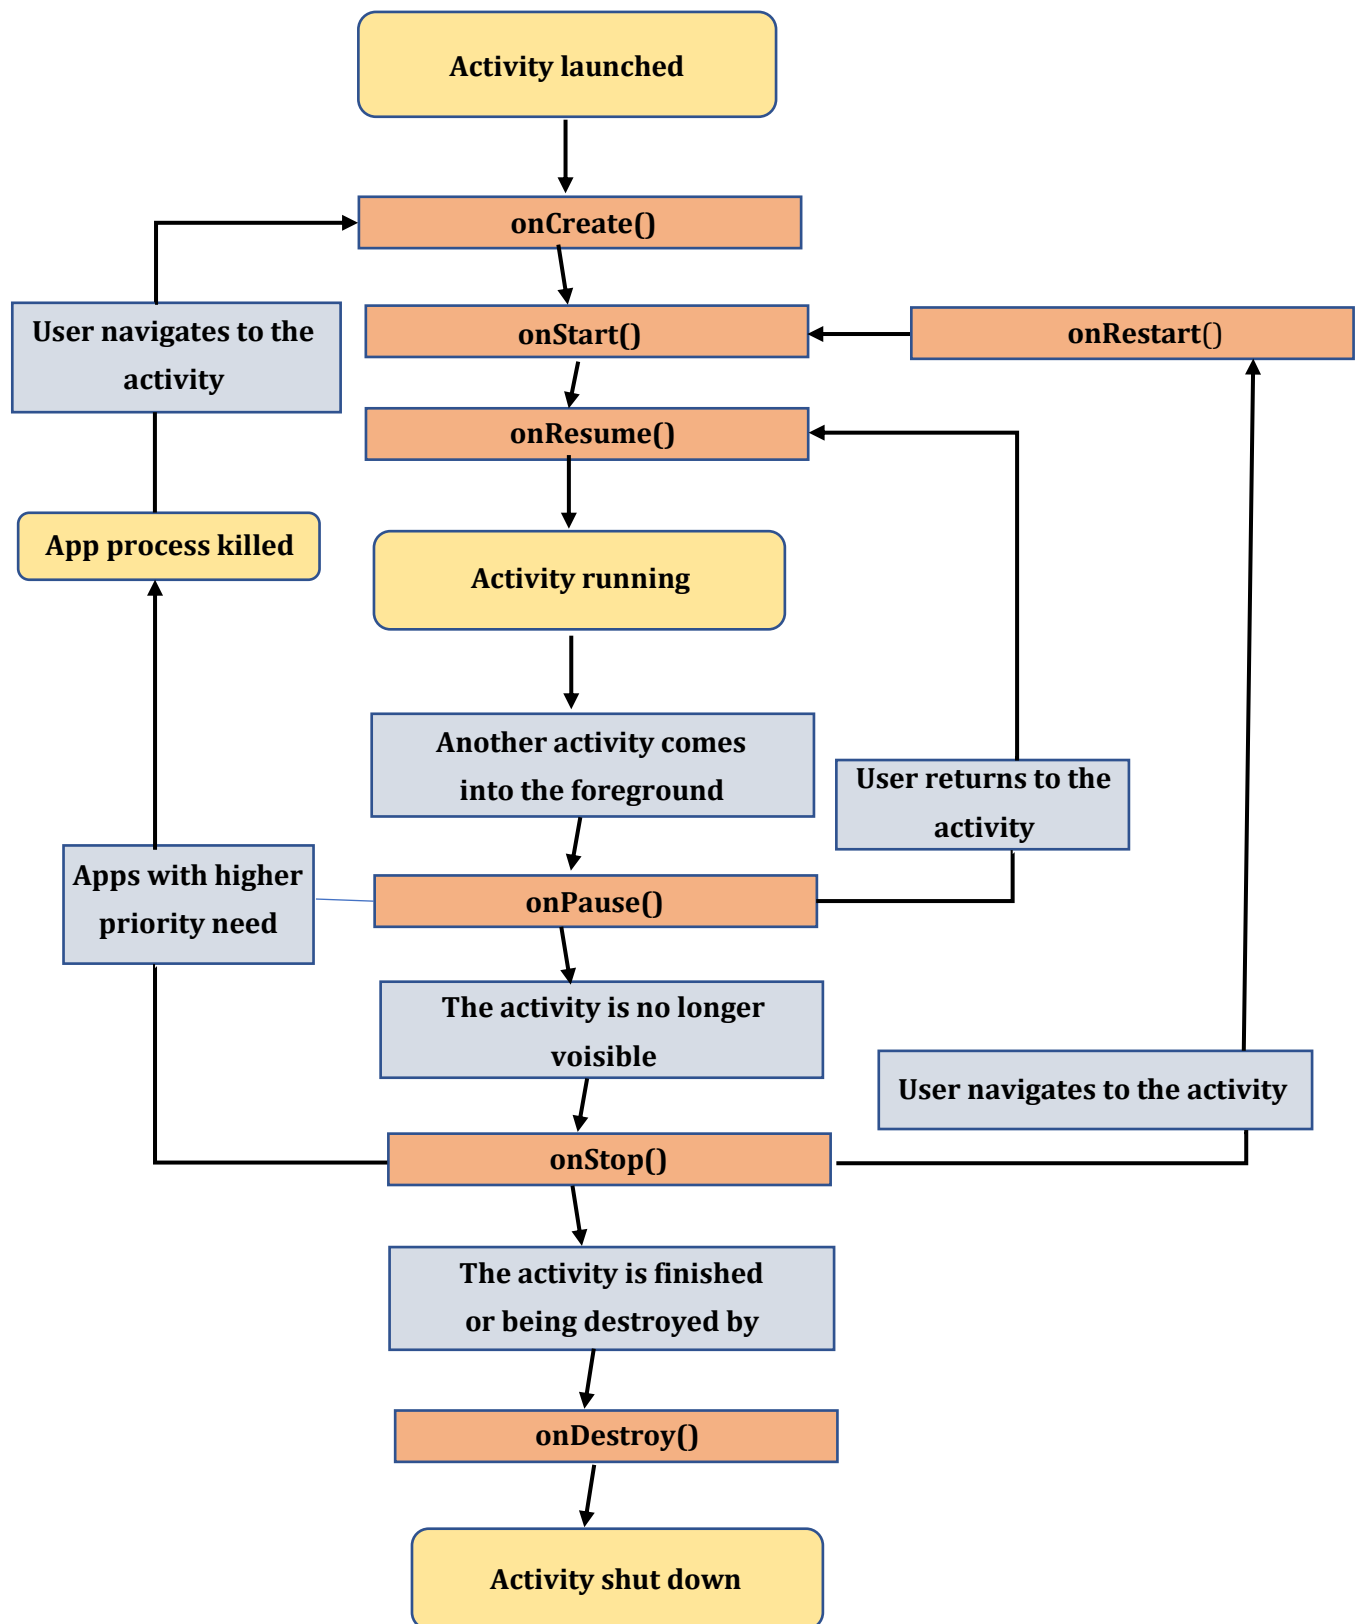 Activity launched
onCreate()
User navigates to the
activity
onStart()
onRestart()
onResume()
App process killed
Activity running
Another activity comes
into the foreground
User returns to the
activity
Apps with higher
priority need
onPause()
The activity is no longer
voisible
User navigates to the activity
onStop()
The activity is finished
or being destroyed by
onDestroy()
Activity shut down